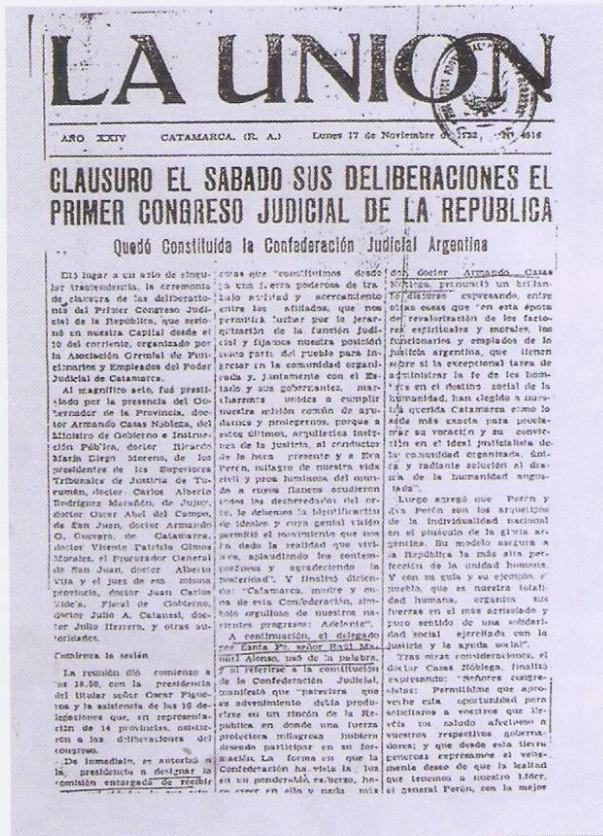 LA UNION
AÑO XXIV CATAMARCA. (R. A.) Lunes 17 de Noviembre de
CLAUSURO EL SABADO SUS DELIBERACIONES EL
PRIMER CONGRESO JUDICIAL DE LA REPUBLICA
Quedó Constituída la Confederación Judicial Argentina
lugar a un acto de singu-
lar trascendencia, la ceremonia
de clausura de las deliberacio-
nes del Primer Congreso Judi-
cial de la República, que sesio-
nó en nuestra Capital desde el
10 del corriente, organizado por
la Asociación Gremial de Fun-
cionarios y Empleados del Poder
Judicial de Catamarca.
Al magnífico acto, fué presti-
giado por la presencia del Go-
bernador de la Provincia, doc-
tor Armando Casas Nóblega, del
Ministro de Gobierno e Instruc-
ción Pública, doctor Ricardo
Marín Diego Moreno, de los
presidentes de los Superiores
Tribunales de Justicia de Tu-
cumán, doctor Carlos Alberto
Rodríguez Marañón, de Jujuy,
doctor Oscar Abel del Campo,
de San Juan, doctor Armando
O. Guevara, de Catamarca,
doctor Vicente Patricio Olmos
Morales, el Procurador General
de San Juan, doctor Alberto
Vita y el juez de esa misma
provincia, doctor Juan Carlos
Videla, Fiscal de Gobierno,
doctor Julio A. Catanesi, doc-
tor Julio Herrera, y otras au-
toridades.
Comienza la sesión
La reunión dió comienzo a
las 18.50, con la presidencia
del titular señor Oscar Figue-
roa y la asistencia de las 16 de-
legaciones que, en representa-
ción de 14 provincias, asistie-
ron a las deliberaciones del
congreso.
De inmediato, se autorizó a
la presidencia a designar la
comisión encargada de recibir
otras que "constituimos desde
ya una fuerza poderosa de tra-
bajo actitud y acercamiento
entre los afiliados, que nos
permitirá luchar por la jerar-
quización de la función judi-
cial y fijamos nuestra posición
como parte del pueblo para in-
gresar en la comunidad organi-
zada y, juntamente con el Es-
tado y sus gobernantes, mar-
charemos unidos a cumplir
nuestra misión común de ayu-
darnos y protegernos, porque a
estos últimos, arquitectos insig-
nes de la justicia, al conductor
de la hora presente y a Eva
Perón, milagro de nuestra vida
civil y proa luminosa del mundo
a cuyos flancos acudieron
todos los desheredados del or-
be, le debemos la identificación
de ideales y cuya genial visión
permitió el movimiento que nos
ha dado la realidad que vivi-
mos, aplaudiendo los contem-
poráneos y agradeciendo la
posteridad". Y finalizó dicien-
do: "Catamarca, madre y cu-
na de esta Confederación, sím-
bolo orgulloso de nuestros na-
cientes progresos: Adelante".
A continuación, el delegado
por Santa Fe, señor Raúl Ma-
nuel Alonso, usó de la palabra,
y al referirse a la constitución
de la Confederación Judicial,
manifestó que "pareciera que
su advenimiento debía produ-
cirse en un rincón de la Re-
pública en donde una fuerza
protectora milagrosa hubiera
deseado participar en su for-
mación. La forma en que la
Confederación ha visto la luz
en su ponderable esfuerzo, ha-
ce creer en ello y nada más
doctor Armando Casas
Nóblega, pronunció un brillan-
te discurso expresando, entre
otras cosas que "en esta época
de revalorización de los facto-
res espirituales y morales, los
funcionarios y empleados de la
justicia argentina, que tienen
sobre sí la excepcional tarea de
administrar la fe de los hom-
bres en el destino social de la
humanidad, han elegido a nues-
tra querida Catamarca como la
sede más exacta para procla-
mar su vocación y su convic-
ción en el ideal justicialista de
la comunidad organizada, úni-
ca y radiante solución al dra-
ma de la humanidad angus-
tiada".
Luego agregó que Perón y
Eva Perón son los arquetipos
de la individualidad nacional
en el pináculo de la gloria ar-
gentina. Su modelo asegura a
la República la más alta per-
fección de la unidad humana.
Y con su guía y su ejemplo, el
pueblo, que es nuestra totali-
dad humana, organiza sus
fuerzas en el más acrisolado y
puro sentido de una solidari-
dad social ejercitada con la
justicia y la ayuda social".
Tras otras consideraciones, el
doctor Casas Nóblega, finalizó
expresando: "Señores congre-
sistas: Permitidme que apro-
veche esta oportunidad para
solicitaros a vosotros que lle-
véis un saludo afectuoso a
vuestros respectivos goberna-
dores; y que desde esta tierra
generosa expresamos el vehe-
mente deseo de que la lealtad
que tenemos a nuestro Líder,
el general Perón, con la mejor